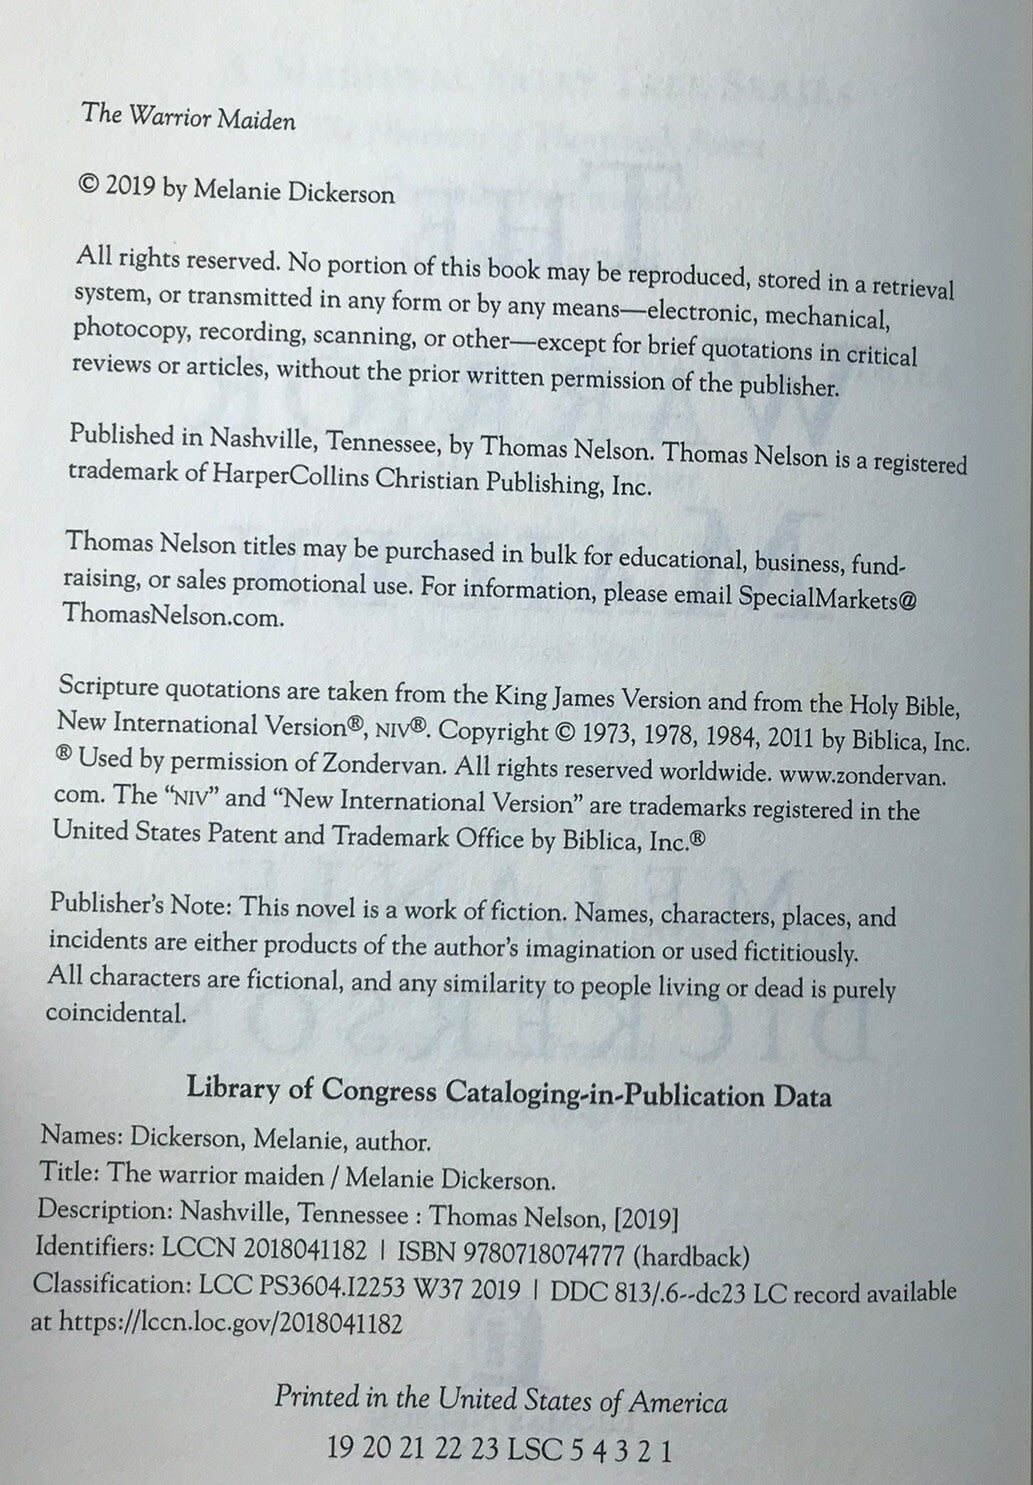 The Warrior Maiden
© 2019 by Melanie Dickerson
All rights reserved. No portion of this book may be reproduced, stored in a retrieval
system, or transmitted in any form or by any means—electronic, mechanical,
photocopy, recording, scanning, or other—except for brief quotations in critical
reviews or articles, without the prior written permission of the publisher.
Published in Nashville, Tennessee, by Thomas Nelson. Thomas Nelson is a registered
trademark of HarperCollins Christian Publishing, Inc.
Thomas Nelson titles may be purchased in bulk for educational, business, fund-
raising, or sales promotional use. For information, please email SpecialMarkets@
ThomasNelson.com.
Scripture quotations are taken from the King James Version and from the Holy Bible,
New International Version®, NIV®. Copyright © 1973, 1978, 1984, 2011 by Biblica, Inc.
® Used by permission of Zondervan. All rights reserved worldwide. www.zondervan.
com. The “NIV” and “New International Version” are trademarks registered in the
United States Patent and Trademark Office by Biblica, Inc.®
Publisher’s Note: This novel is a work of fiction. Names, characters, places, and
incidents are either products of the author’s imagination or used fictitiously.
All characters are fictional, and any similarity to people living or dead is purely
coincidental.
Library of Congress Cataloging-in-Publication Data
Names: Dickerson, Melanie, author.
Title: The warrior maiden / Melanie Dickerson.
Description: Nashville, Tennessee : Thomas Nelson, [2019]
Identifiers: LCCN 2018041182 | ISBN 9780718074777 (hardback)
Classification: LCC PS3604.I2253 W37 2019 | DDC 813/.6--dc23 LC record available
at https://lccn.loc.gov/2018041182
Printed in the United States of America
19 20 21 22 23 LSC 5 4 3 2 1